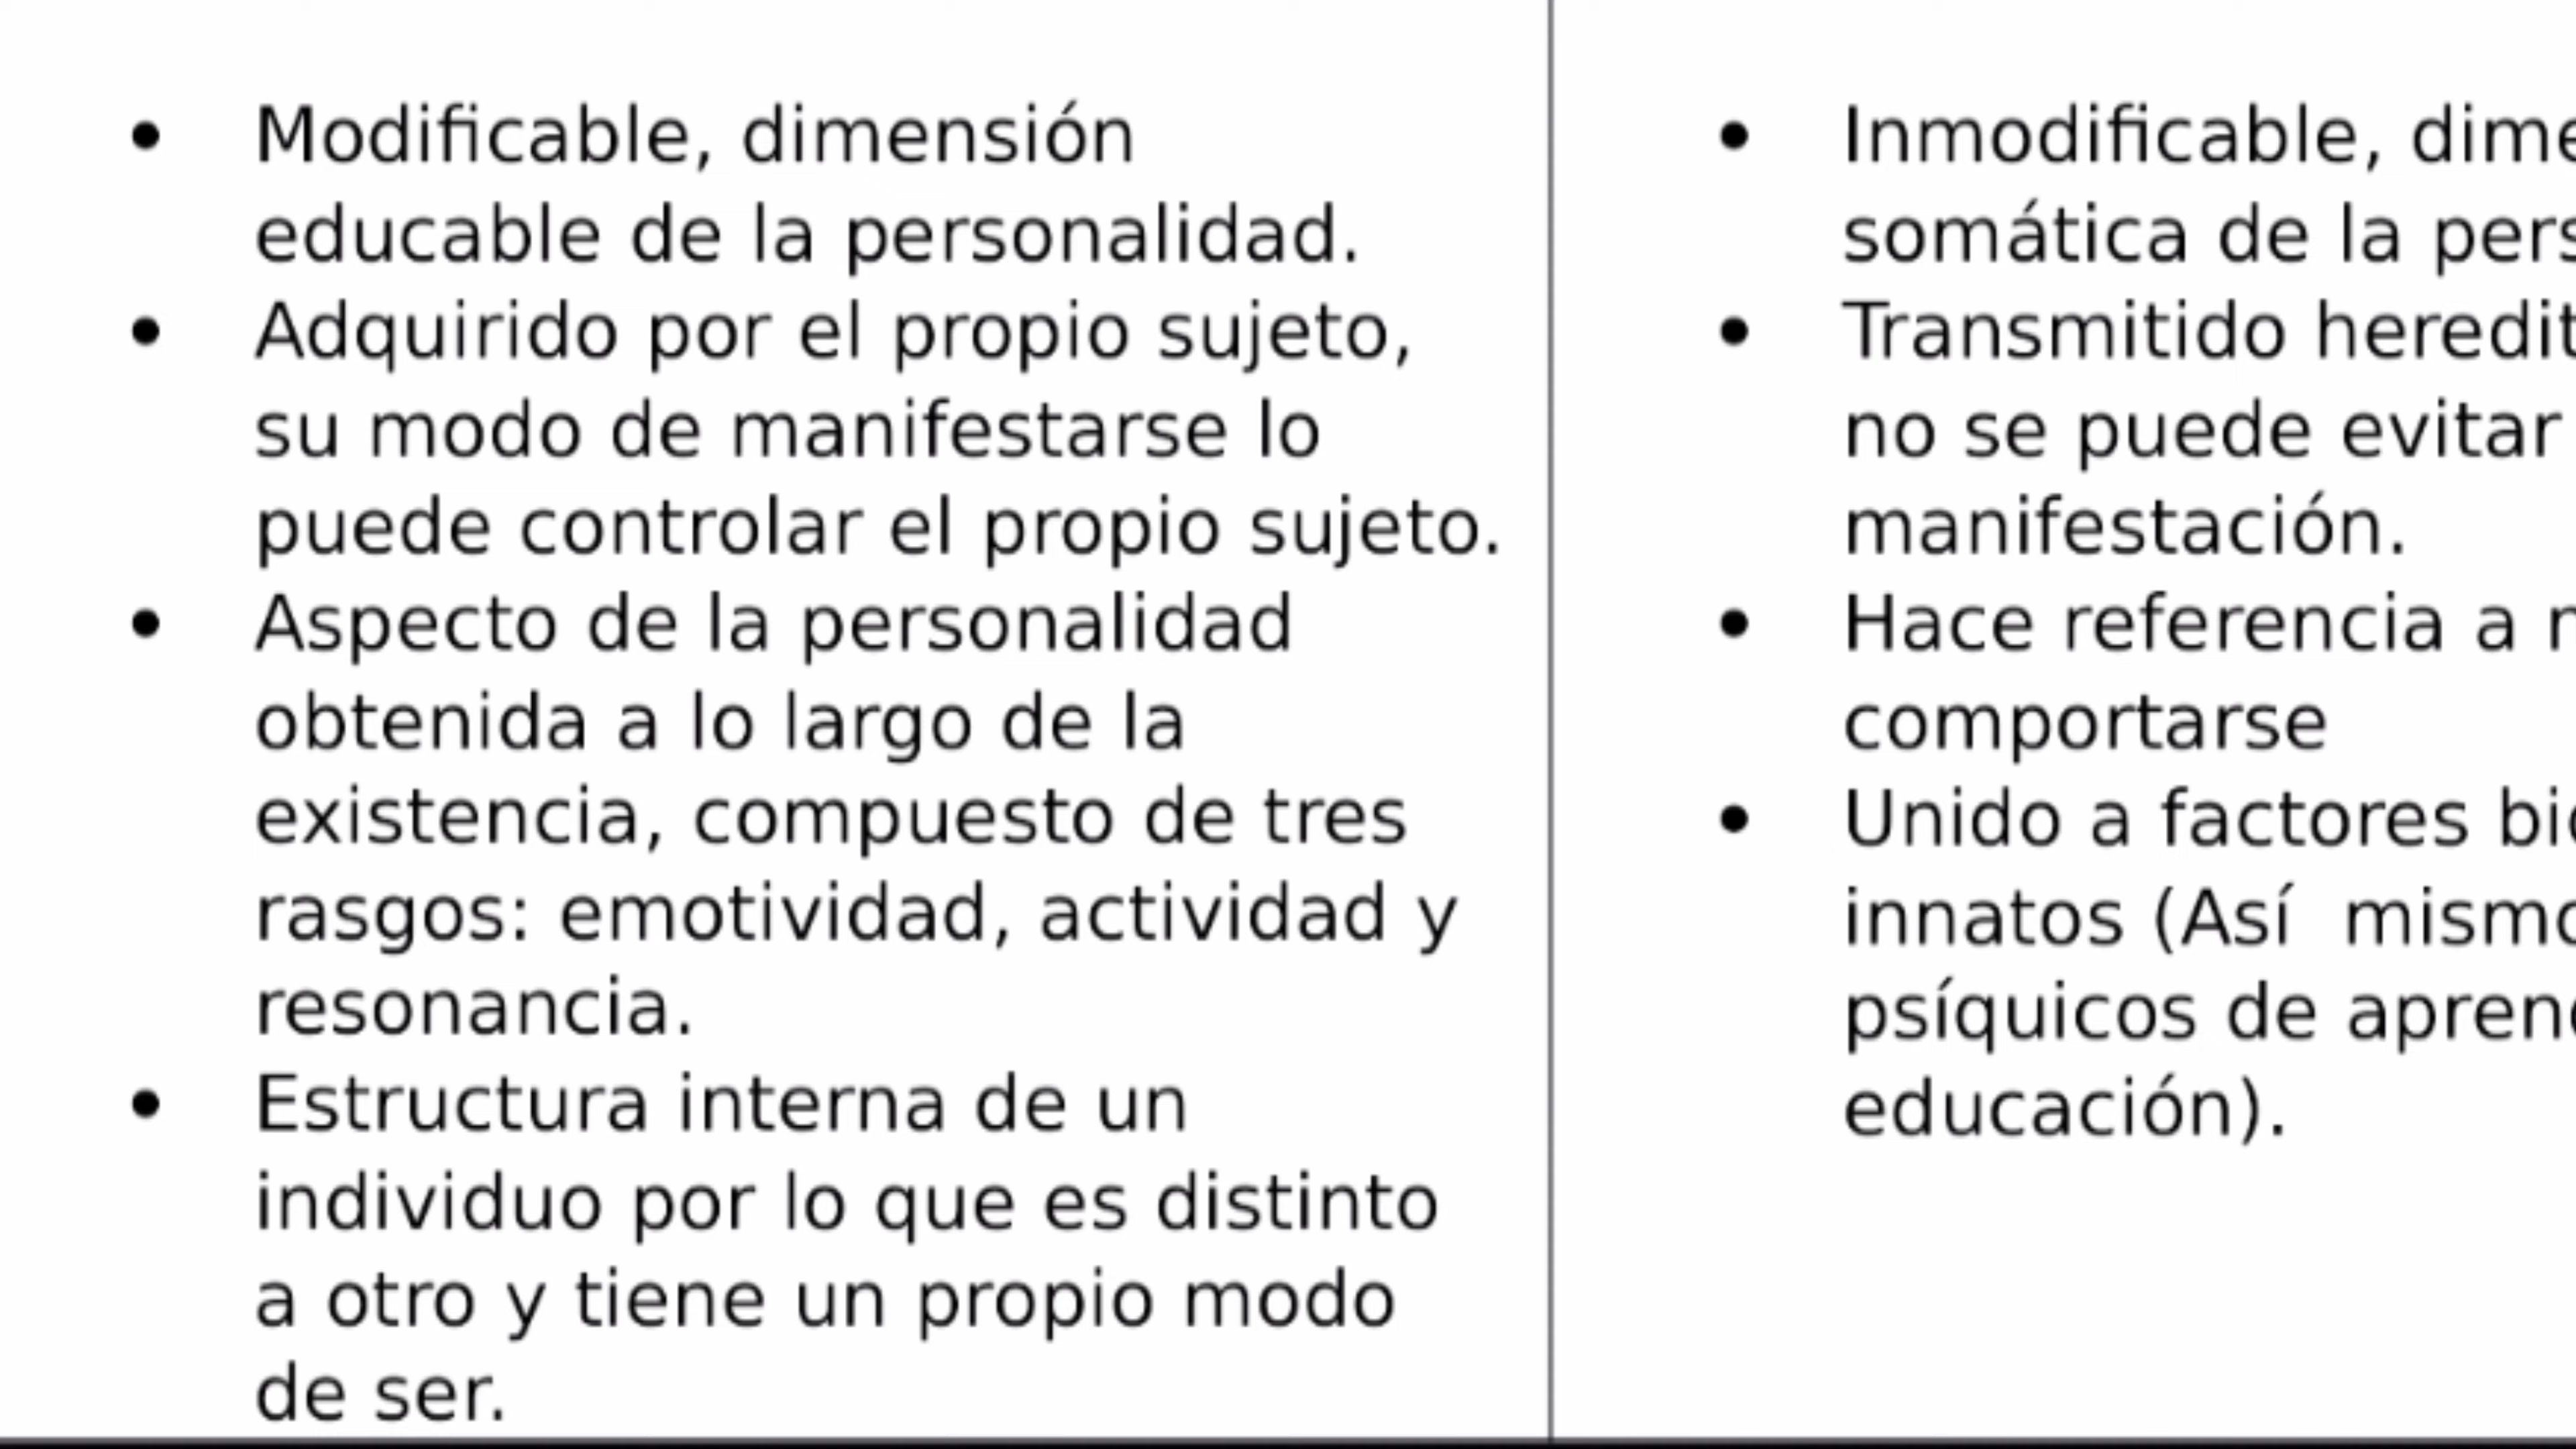 • Modificable, dimensión
educable de la personalidad.
• Adquirido por el propio sujeto,
su modo de manifestarse lo
puede controlar el propio sujeto.
• Aspecto de la personalidad
obtenida a lo largo de la
existencia, compuesto de tres
rasgos: emotividad, actividad y
resonancia.
• Estructura interna de un
individuo por lo que es distinto
a otro y tiene un propio modo
de ser.
• Inmodificable,
somática de la
• Transmitido
no se puede evitar
manifestación.
• Hace referencia a
comportarse
• Unido a factores
innatos (Así mismo
psíquicos de
educación).